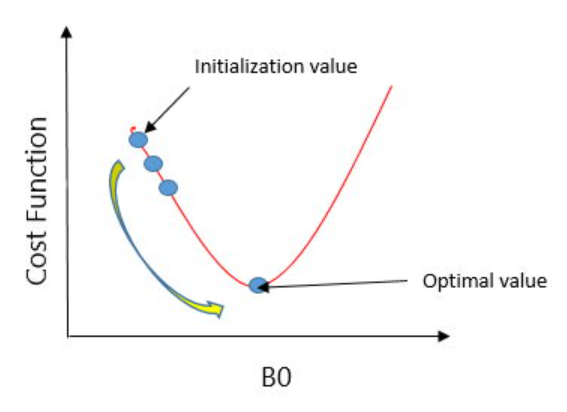 Initialization value
Cost Function
Optimal value
B0